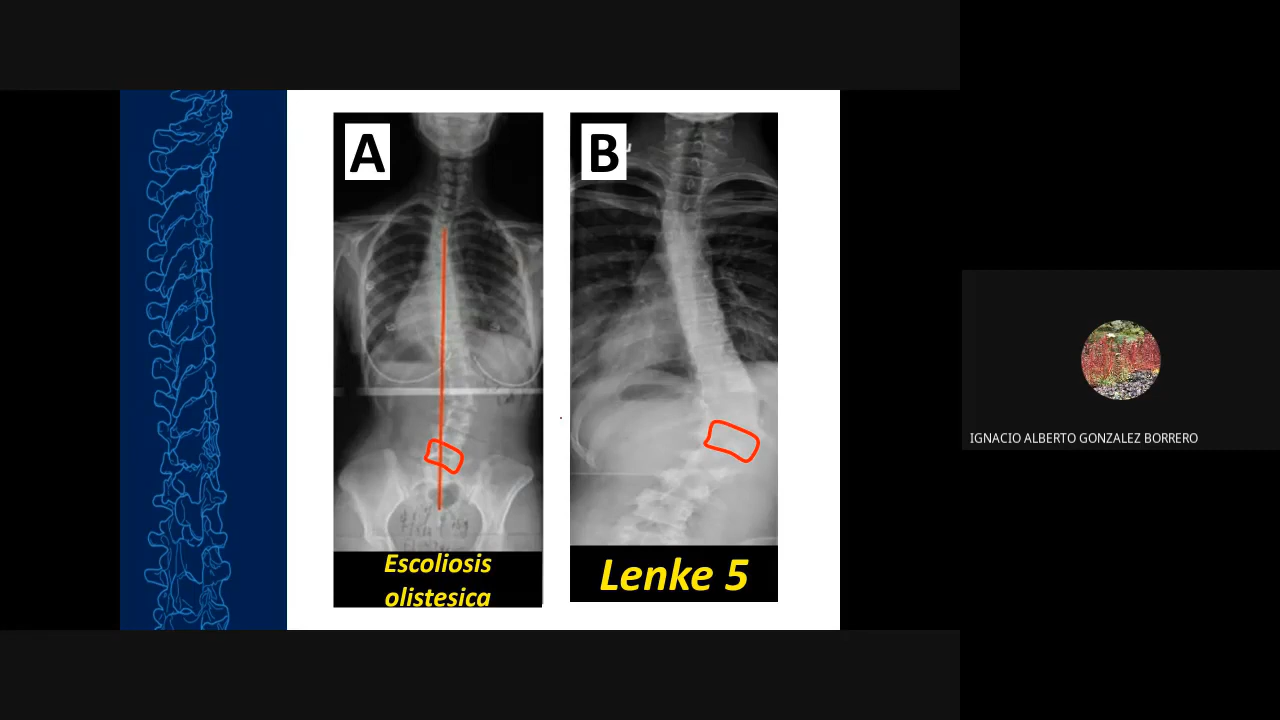 A
B
Escoliosis
olistesica
Lenke 5
IGNACIO ALBERTO GONZALEZ BORRERO